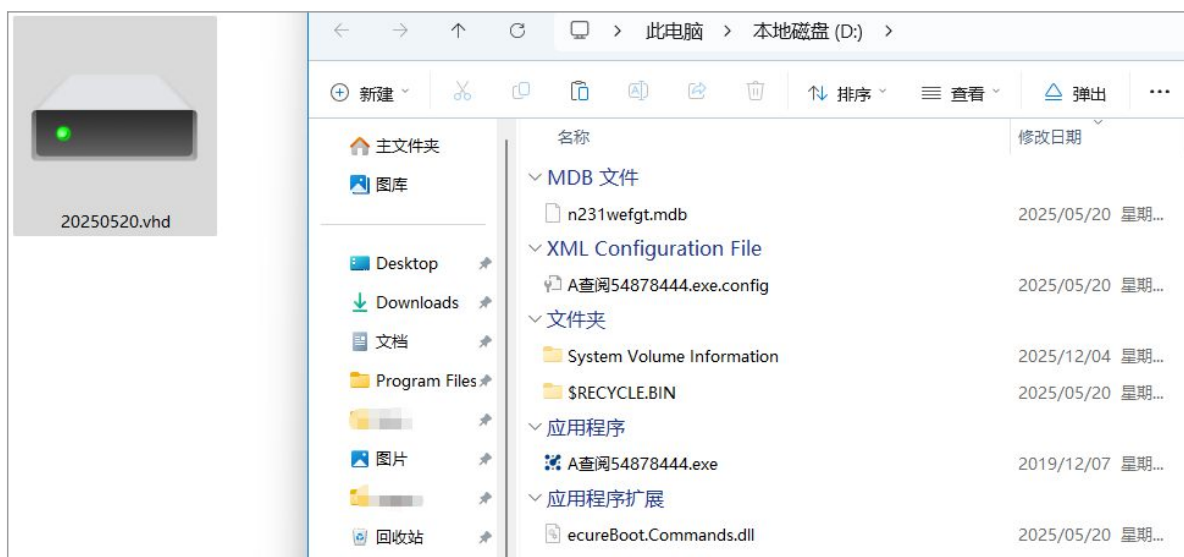 此电脑 > 本地磁盘 (D:) >
新建 排序 查看 弹出 ...
20250520.vhd
主文件夹
图库
Desktop
Downloads
文档
Program Files
图片
回收站
名称 修改日期
MDB 文件
n231wefgt.mdb 2025/05/20 星期...
XML Configuration File
A查阅54878444.exe.config 2025/05/20 星期...
文件夹
System Volume Information 2025/12/04 星期...
$RECYCLE.BIN 2025/05/20 星期...
应用程序
A查阅54878444.exe 2019/12/07 星期...
应用程序扩展
ecureBoot.Commands.dll 2025/05/20 星期...